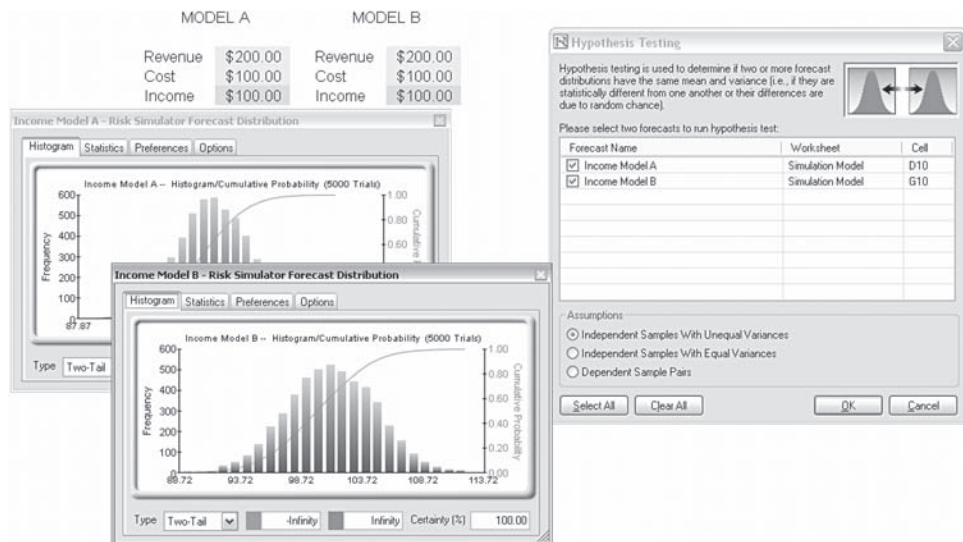 MODEL A MODEL B
Revenue $200.00 Revenue $200.00
Cost $100.00 Cost $100.00
Income $100.00 Income $100.00
Income Model A - Risk Simulator Forecast Distribution
Histogram Statistics Preferences Options
Income Model A -- Histogram/Cumulative Probability (5000 Trials)
600
500
400
300
200
100
0
Frequency
1.00
0.80
0.60
Cumulative
87.87
Type Two-Tail
Income Model B - Risk Simulator Forecast Distribution
Histogram Statistics Preferences Options
Income Model B -- Histogram/Cumulative Probability (5000 Trials)
600
500
400
300
200
100
0
Frequency
1.00
0.80
0.60
0.40
0.20
0.00
Cumulative Probability
88.72 93.72 98.72 103.72 108.72 113.72
Type Two-Tail -Infinity Infinity Certainty (%) 100.00
Hypothesis Testing
Hypothesis testing is used to determine if two or more forecast
distributions have the same mean and variance (i.e., if they are
statistically different from one another or their differences are
due to random chance).
Please select two forecasts to run hypothesis test:
Forecast Name Worksheet Cell
Income Model A Simulation Model D10
Income Model B Simulation Model G10
Assumptions
Independent Samples With Unequal Variances
Independent Samples With Equal Variances
Dependent Sample Pairs
Select All Clear All OK Cancel